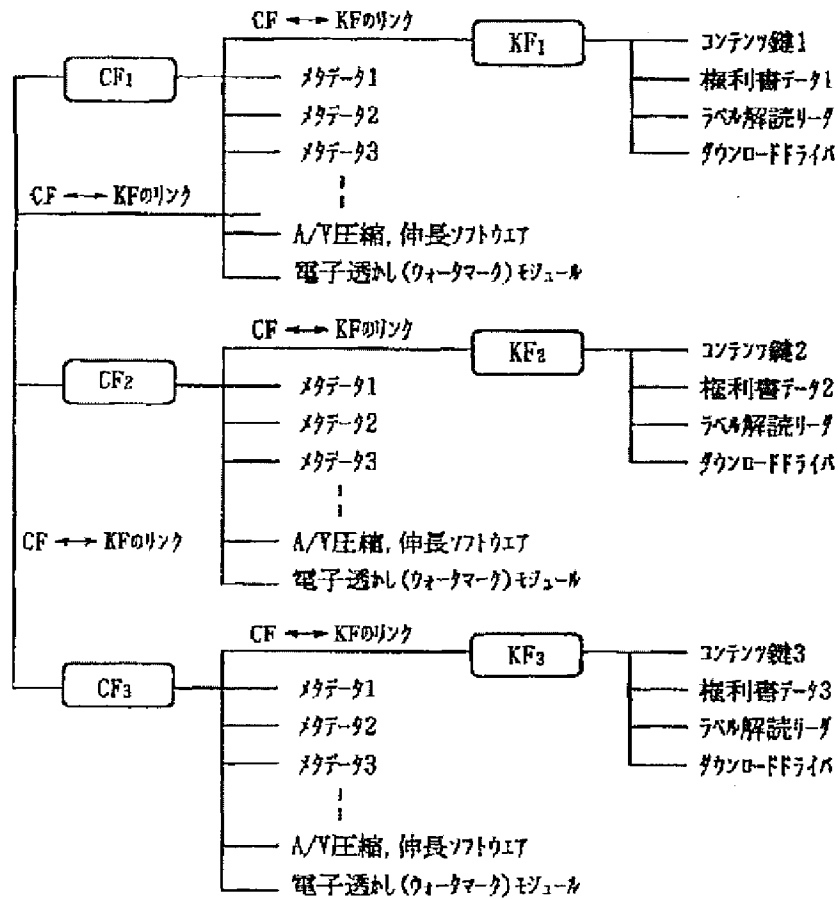 CF ←→ KFのリンク
KF1
コンテンツ鍵1
CF1
メタデータ1
権利書データ1
メタデータ2
ラベル解読リーダ
メタデータ3
ダウンロードドライバ
CF ←→ KFのリンク
A/V圧縮,伸長ソフトウエア
電子透かし(ウォータマーク)モジュール
CF ←→ KFのリンク
KF2
コンテンツ鍵2
CF2
メタデータ1
権利書データ2
メタデータ2
ラベル解読リーダ
メタデータ3
ダウンロードドライバ
CF ←→ KFのリンク
A/V圧縮,伸長ソフトウエア
電子透かし(ウォータマーク)モジュール
CF ←→ KFのリンク
KF3
コンテンツ鍵3
CF3
メタデータ1
権利書データ3
メタデータ2
ラベル解読リーダ
メタデータ3
ダウンロードドライバ
A/V圧縮,伸長ソフトウエア
電子透かし(ウォータマーク)モジュール